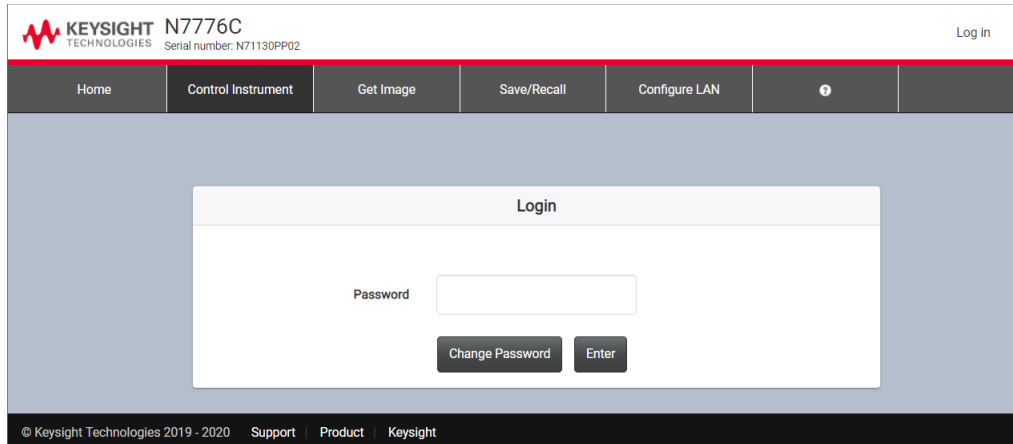 KEYSIGHT N7776C
TECHNOLOGIES Serial number: N71130PP02
Log in
Home Control Instrument Get Image Save/Recall Configure LAN ?
Login
Password
Change Password Enter
© Keysight Technologies 2019 - 2020 Support | Product | Keysight